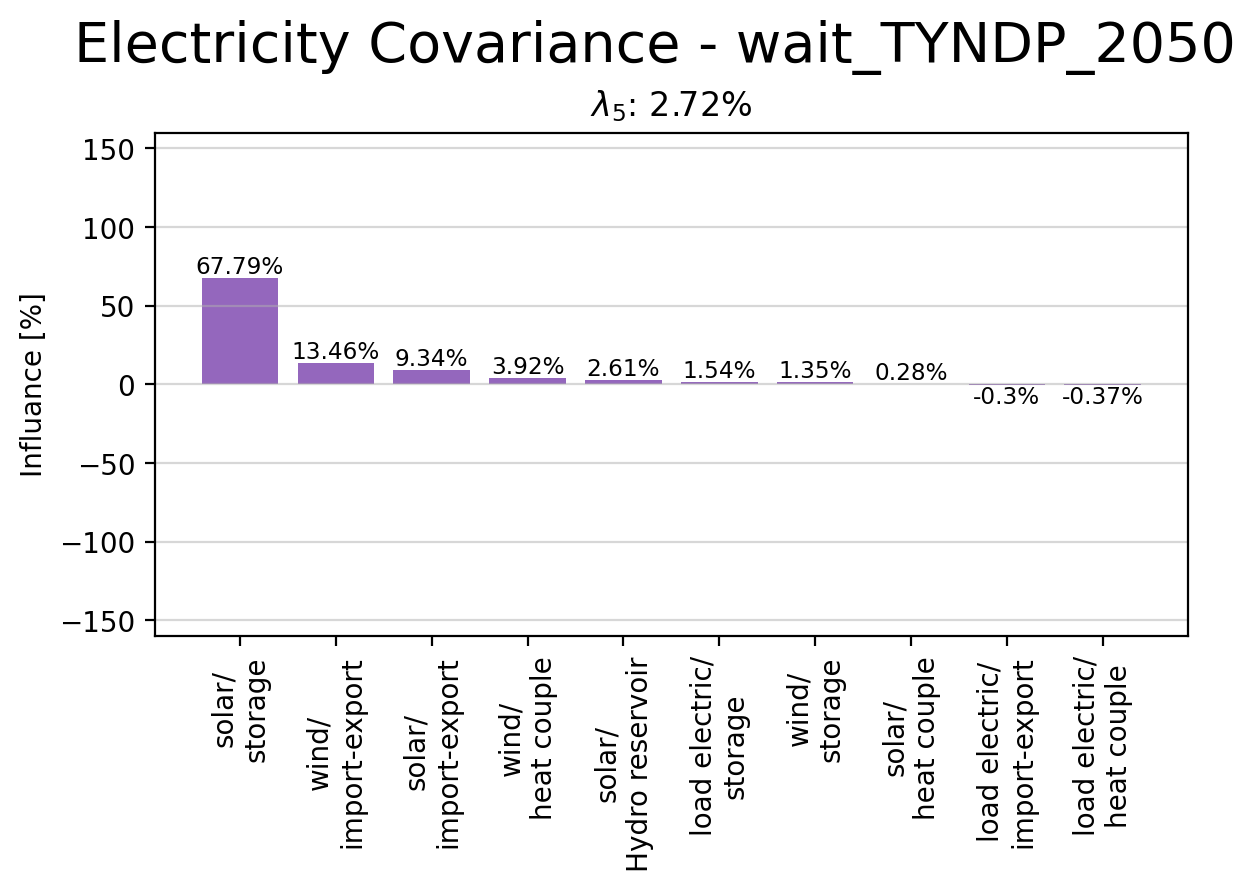 Electricity Covariance - wait_TYNDP_2050
λ5: 2.72%
Influance [%]
150
100
50
0
−50
−100
−150
67.79%
13.46%
9.34%
3.92%
2.61%
1.54%
1.35%
0.28%
-0.3%
-0.37%
solar/
storage
wind/
import-export
solar/
import-export
wind/
heat couple
solar/
Hydro reservoir
load electric/
storage
wind/
storage
solar/
heat couple
load electric/
import-export
load electric/
heat couple